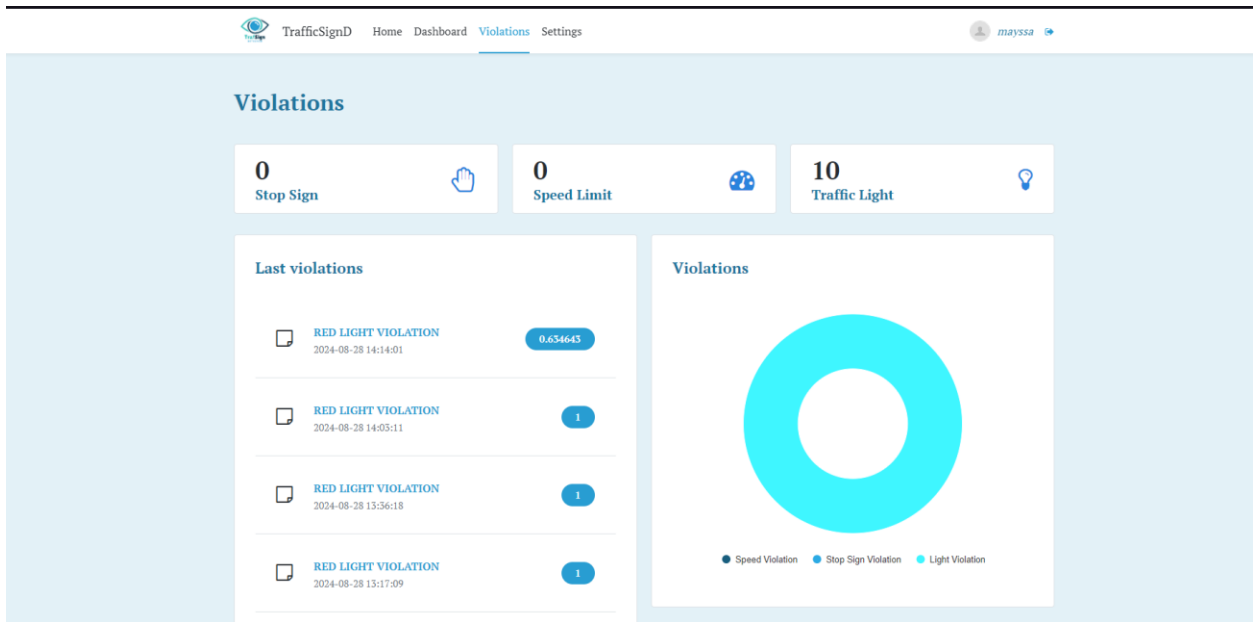 TrafficSignD Home Dashboard Violations Settings mayssa
Violations
0
Stop Sign
0
Speed Limit
10
Traffic Light
Last violations
RED LIGHT VIOLATION
2024-08-28 14:14:01
0.634643
RED LIGHT VIOLATION
2024-08-28 14:03:11
1
RED LIGHT VIOLATION
2024-08-28 13:36:18
1
RED LIGHT VIOLATION
2024-08-28 13:17:09
1
Violations
Speed Violation Stop Sign Violation Light Violation